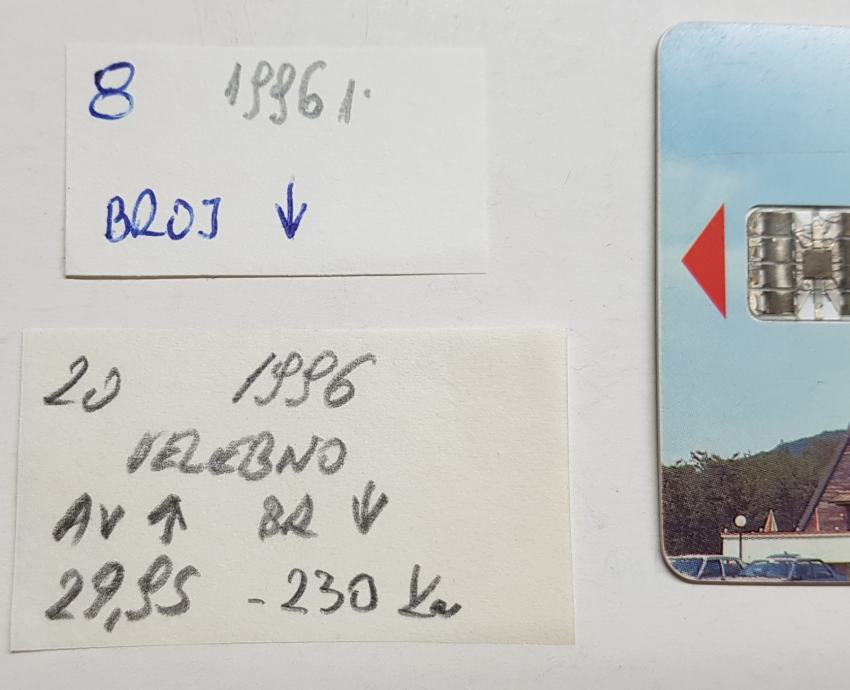 8 1996 г.
BROJ ↓
20 1996
VELEBNO
AV ↑ BR ↓
29,95 - 230 Kn